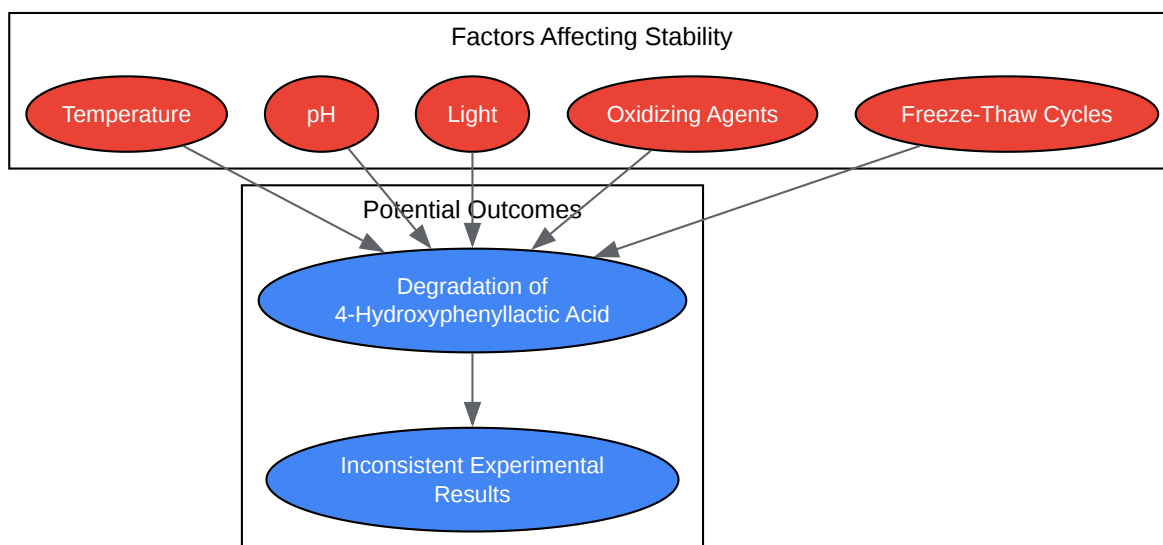 Factors Affecting Stability
Temperature
pH
Light
Oxidizing Agents
Freeze-Thaw Cycles
Potential Outcomes
Degradation of
4-Hydroxyphenyllactic Acid
Inconsistent Experimental
Results